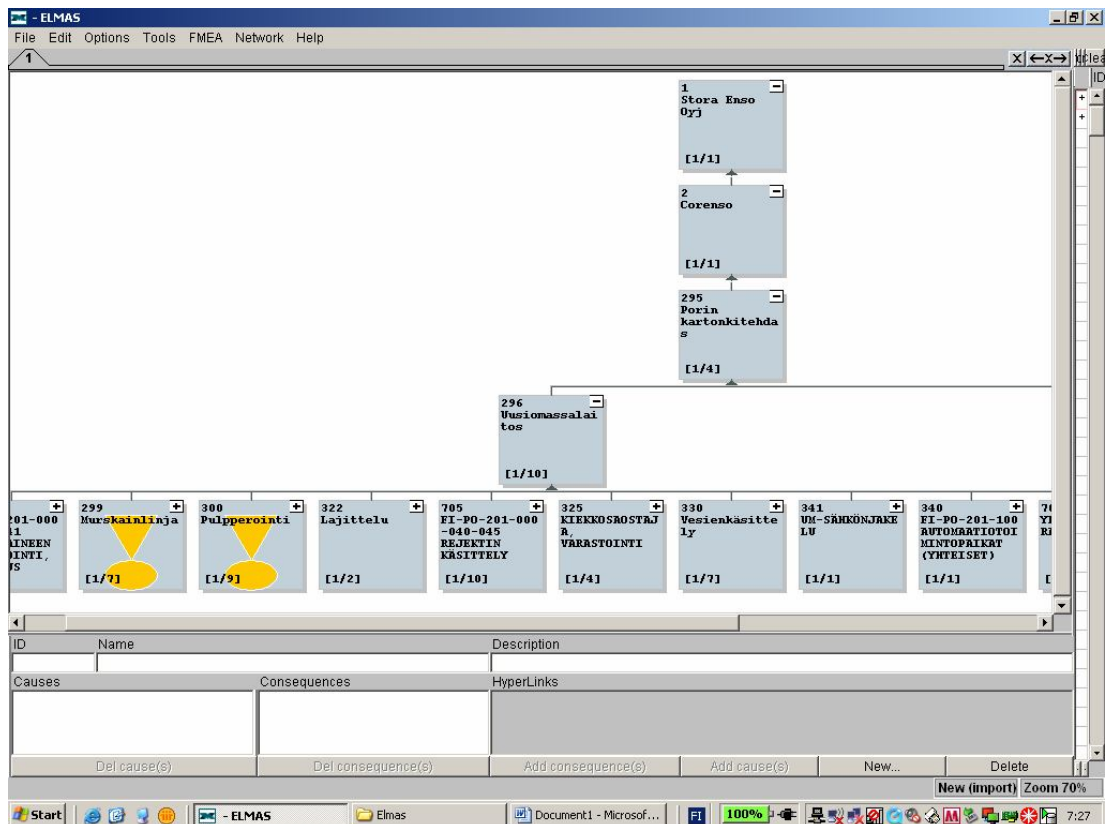 - ELMAS
File Edit Options Tools FMEA Network Help
1
X ←X→
ID
1
Stora Enso
Oyj
[1/1]
2
Corenso
[1/1]
295
Porin
kartonkitehda
s
[1/4]
296
Uusiomassalai
tos
[1/10]
299
Murskainlinja
[1/7]
300
Pulpperointi
[1/9]
322
Lajittelu
[1/2]
705
FI-PO-201-000
-040-045
REJEKTIN
KÄSITTELY
[1/10]
325
KIEKKOSAOSTAJ
A,
VARASTOINTI
[1/4]
330
Vesienkäsitte
ly
[1/7]
341
UM-SÄHKÖNJAKE
LU
[1/1]
340
FI-PO-201-100
AUTOMAATIOTOI
MINTOPAIKAT
(YHTEISET)
[1/1]
ID Name Description
Causes Consequences HyperLinks
Del cause(s) Del consequence(s) Add consequence(s) Add cause(s) New... Delete
New (import) Zoom 70%
Start - ELMAS Elmas Document1 - Microsof... FI 100% 7:27